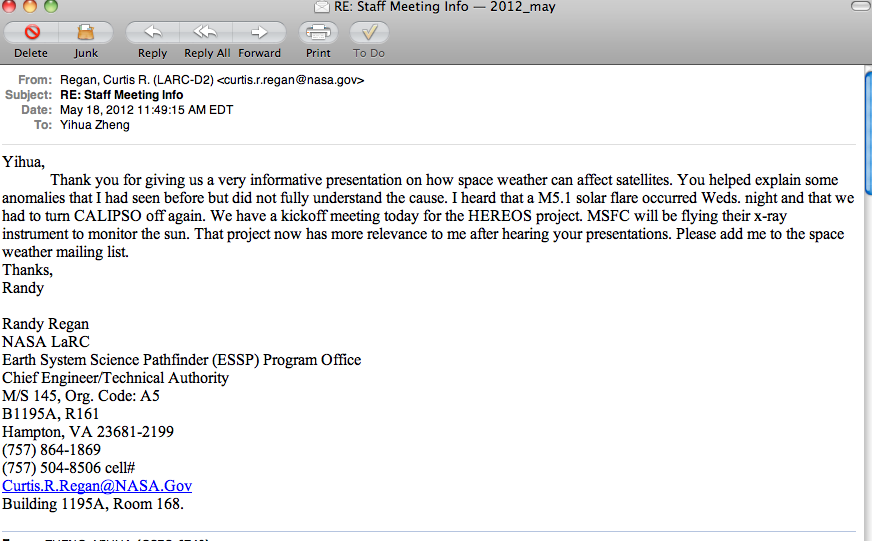 RE: Staff Meeting Info — 2012_may
Delete Junk Reply Reply All Forward Print To Do
From: Regan, Curtis R. (LARC-D2) <curtis.r.regan@nasa.gov>
Subject: RE: Staff Meeting Info
Date: May 18, 2012 11:49:15 AM EDT
To: Yihua Zheng
Yihua,
Thank you for giving us a very informative presentation on how space weather can affect satellites. You helped explain some
anomalies that I had seen before but did not fully understand the cause. I heard that a M5.1 solar flare occurred Weds. night and that we
had to turn CALIPSO off again. We have a kickoff meeting today for the HEREOS project. MSFC will be flying their x-ray
instrument to monitor the sun. That project now has more relevance to me after hearing your presentations. Please add me to the space
weather mailing list.
Thanks,
Randy
Randy Regan
NASA LaRC
Earth System Science Pathfinder (ESSP) Program Office
Chief Engineer/Technical Authority
M/S 145, Org. Code: A5
B1195A, R161
Hampton, VA 23681-2199
(757) 864-1869
(757) 504-8506 cell#
Curtis.R.Regan@NASA.Gov
Building 1195A, Room 168.